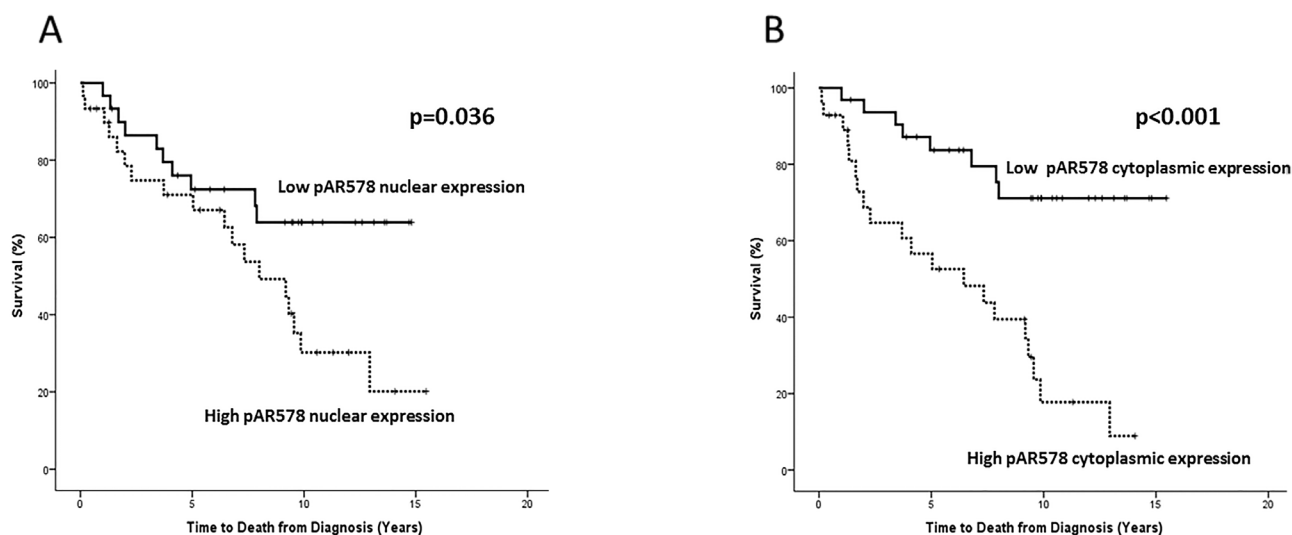 A
p=0.036
Low pAR578 nuclear expression
High pAR578 nuclear expression
Survival (%)
100
80
60
40
20
0
0 5 10 15 20
Time to Death from Diagnosis (Years)
B
p<0.001
Low pAR578 cytoplasmic expression
High pAR578 cytoplasmic expression
Survival (%)
100
80
60
40
20
0
0 5 10 15 20
Time to Death from Diagnosis (Years)